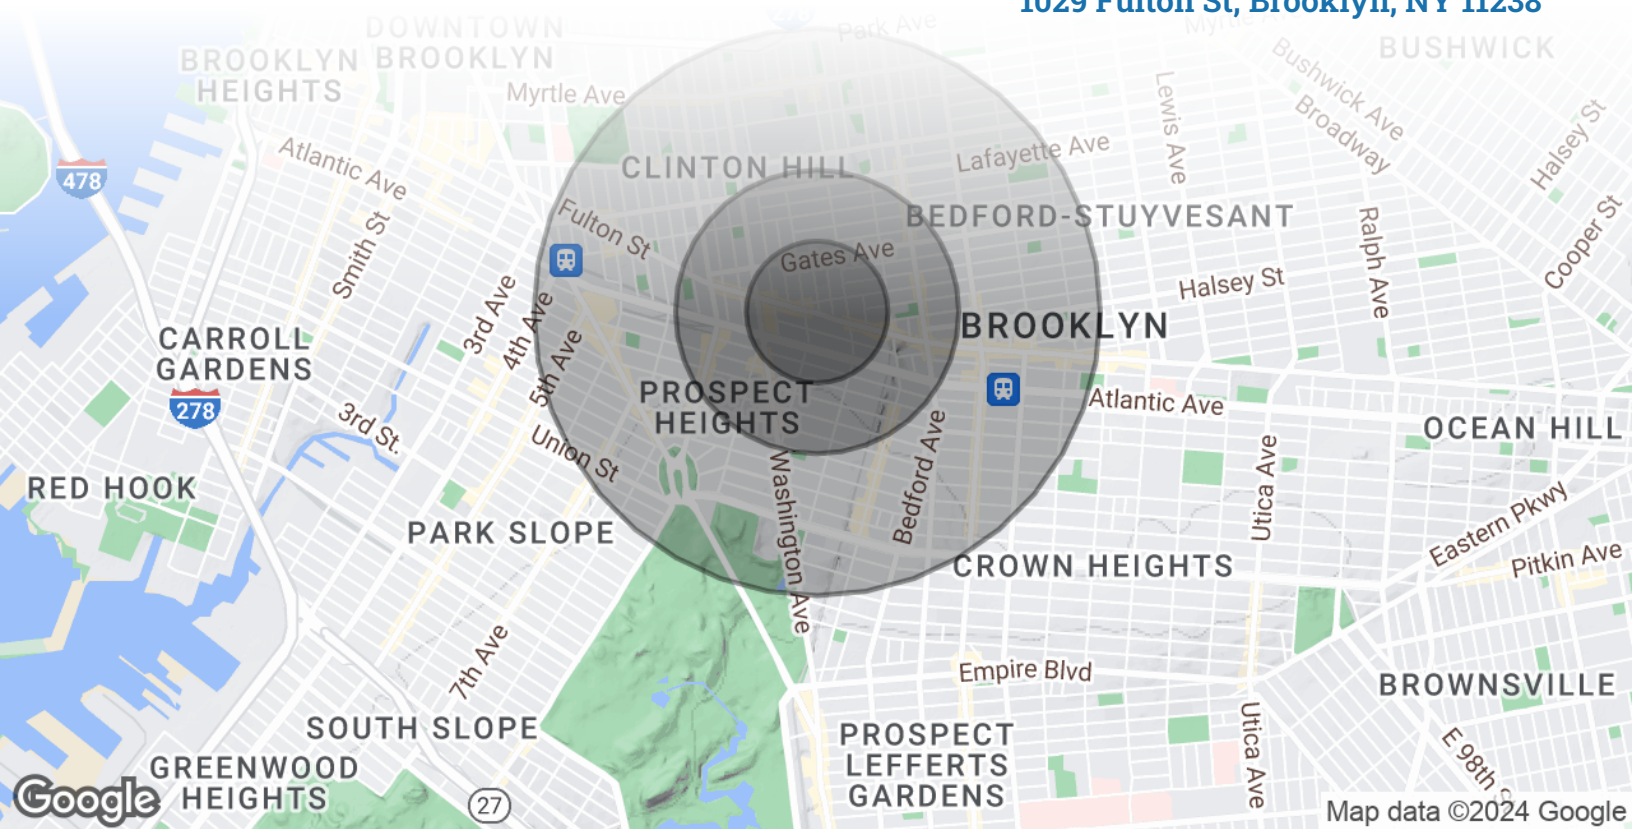 1029 Fulton St, Brooklyn, NY 11238
DOWNTOWN
BROOKLYN
Park Ave
Myrtle Ave
BUSHWICK
BROOKLYN
HEIGHTS
Myrtle Ave
Bushwick Ave
Broadway
Lewis Ave
Halsey St
Atlantic Ave
478
CLINTON HILL
Lafayette Ave
Fulton St
BEDFORD-STUYVESANT
Smith St
Gates Ave
Ralph Ave
Cooper St
Halsey St
3rd Ave
4th Ave
5th Ave
BROOKLYN
CARROLL
GARDENS
278
PROSPECT
HEIGHTS
Atlantic Ave
3rd St.
Union St
Bedford Ave
OCEAN HILL
RED HOOK
Washington Ave
Utica Ave
Eastern Pkwy
PARK SLOPE
CROWN HEIGHTS
Pitkin Ave
7th Ave
Empire Blvd
BROWNSVILLE
SOUTH SLOPE
PROSPECT
LEFFERTS
GARDENS
Utica Ave
E 98th S
GREENWOOD
HEIGHTS
27
Google
Map data ©2024 Google